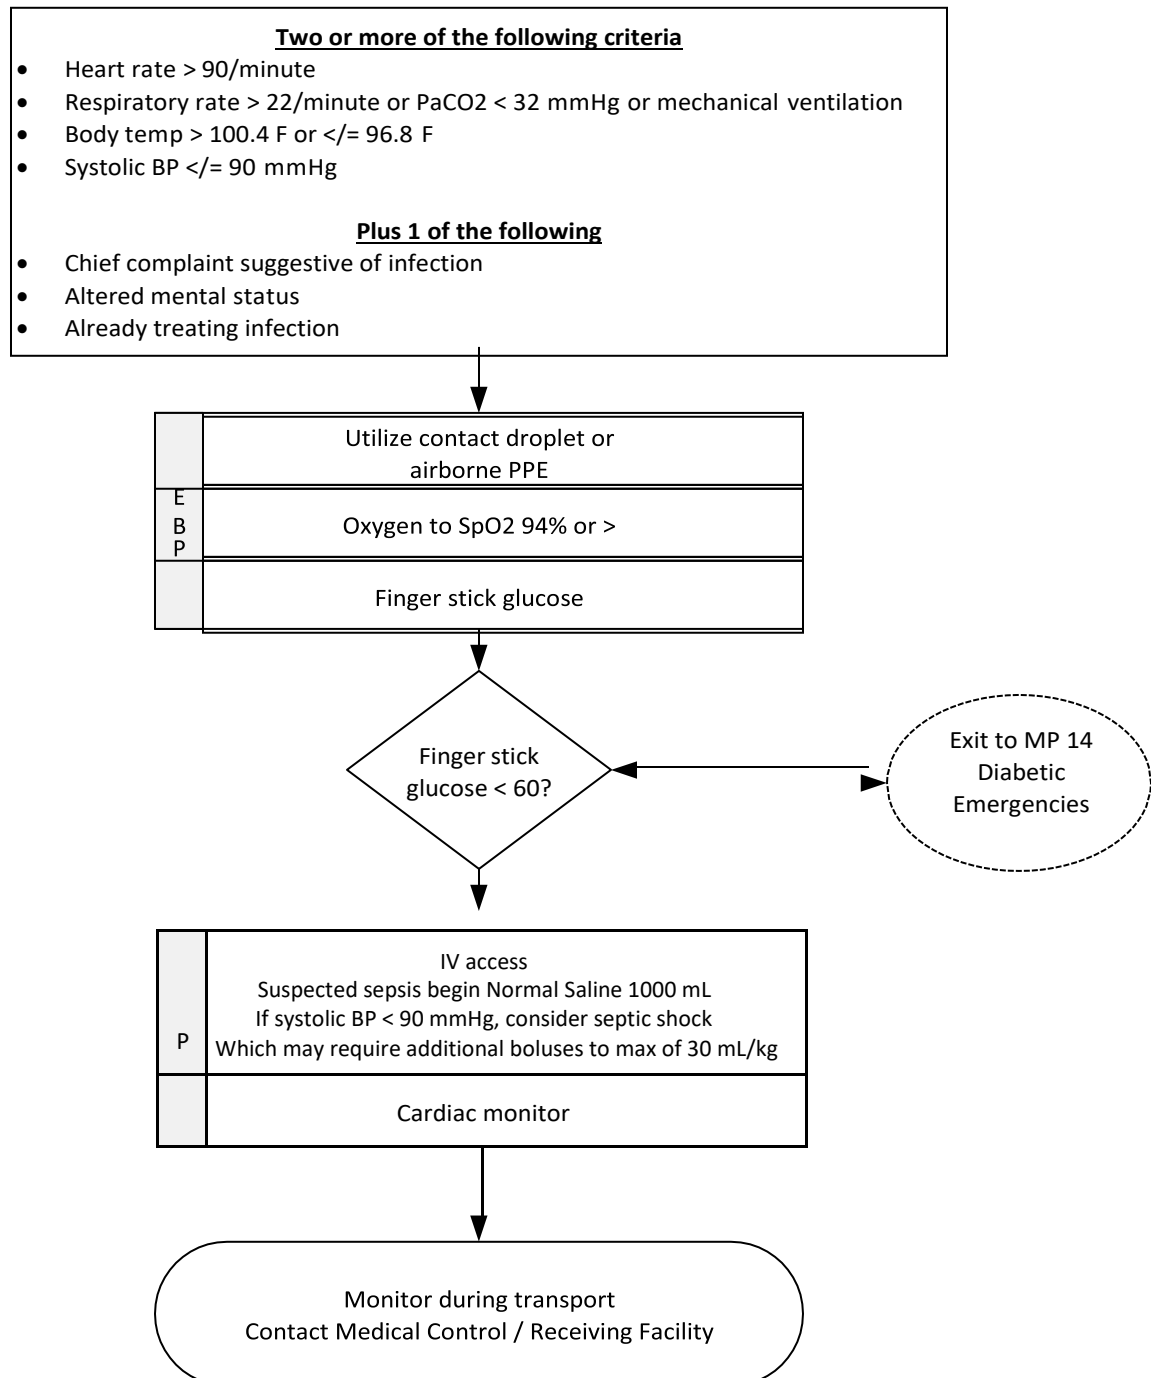 Two or more of the following criteria
• Heart rate > 90/minute
• Respiratory rate > 22/minute or PaCO2 < 32 mmHg or mechanical ventilation
• Body temp > 100.4 F or </= 96.8 F
• Systolic BP </= 90 mmHg
Plus 1 of the following
• Chief complaint suggestive of infection
• Altered mental status
• Already treating infection
Utilize contact droplet or
airborne PPE
E
B
P
Oxygen to SpO2 94% or >
Finger stick glucose
Finger stick
glucose < 60?
Exit to MP 14
Diabetic
Emergencies
IV access
Suspected sepsis begin Normal Saline 1000 mL
If systolic BP < 90 mmHg, consider septic shock
P
Which may require additional boluses to max of 30 mL/kg
Cardiac monitor
Monitor during transport
Contact Medical Control / Receiving Facility